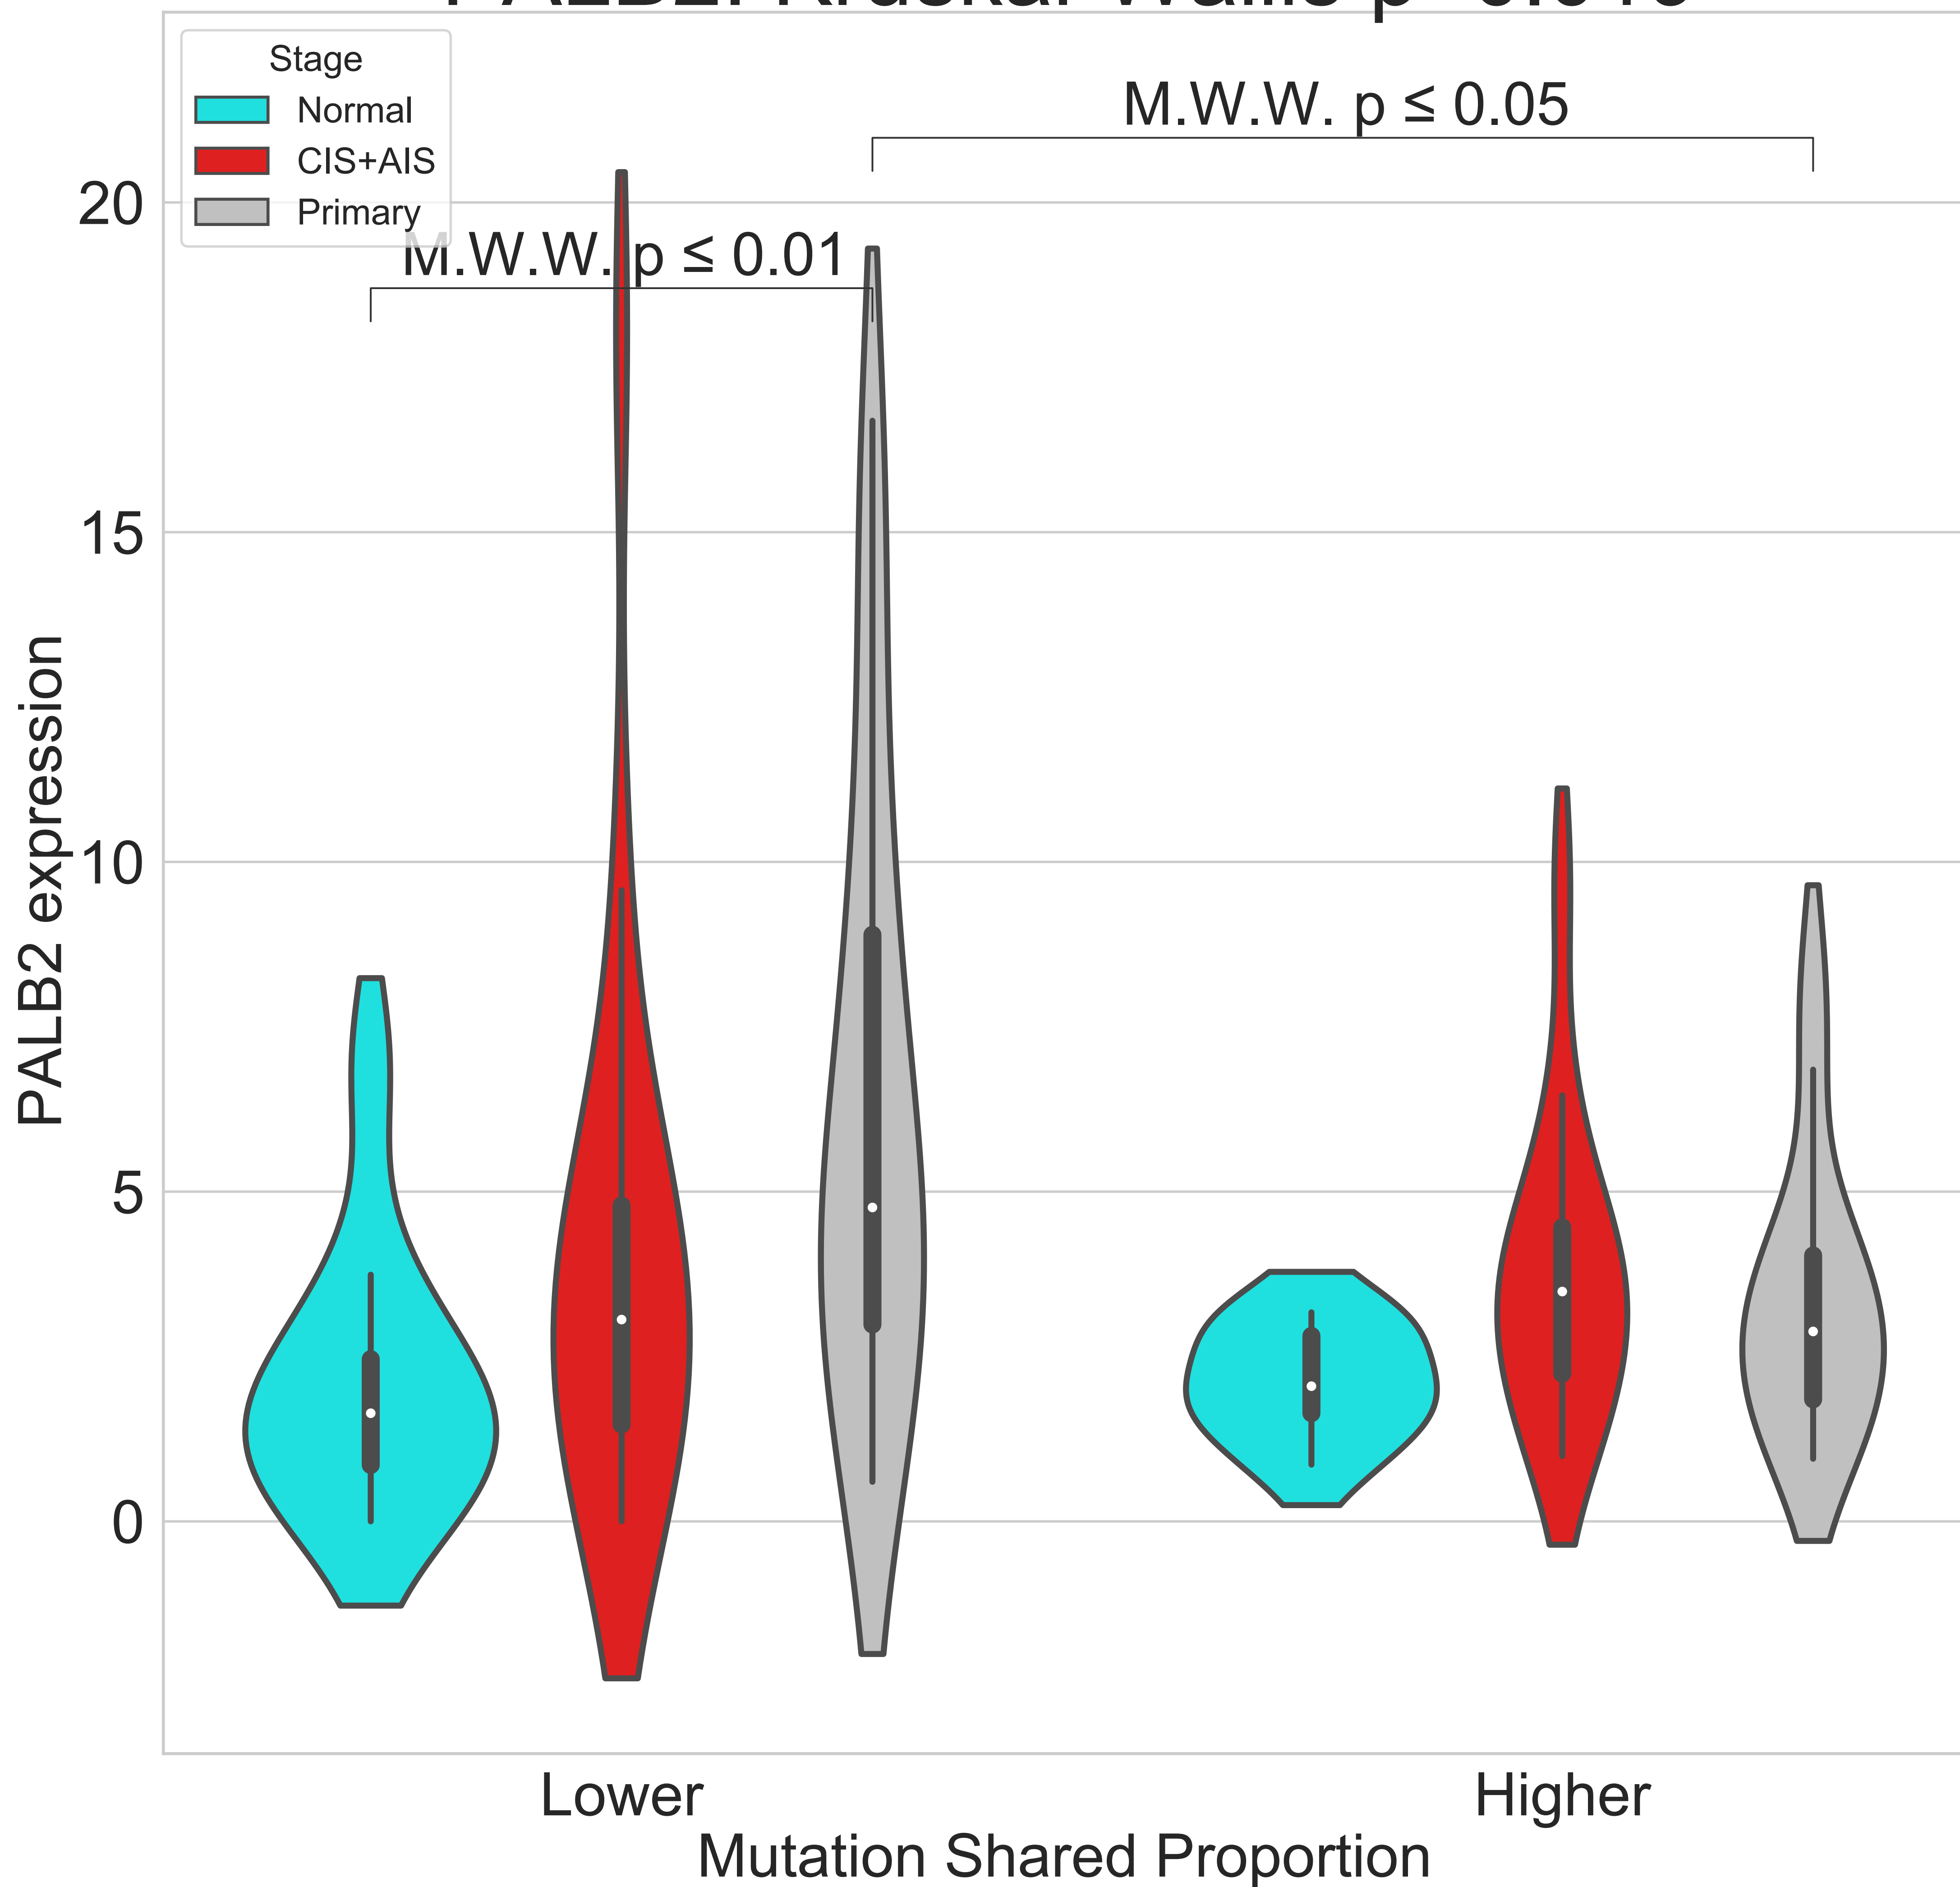 Stage
Normal
CIS+AIS
Primary
M.W.W. p ≤ 0.05
M.W.W. p ≤ 0.01
20
15
10
5
0
PALB2 expression
Lower
Higher
Mutation Shared Proportion